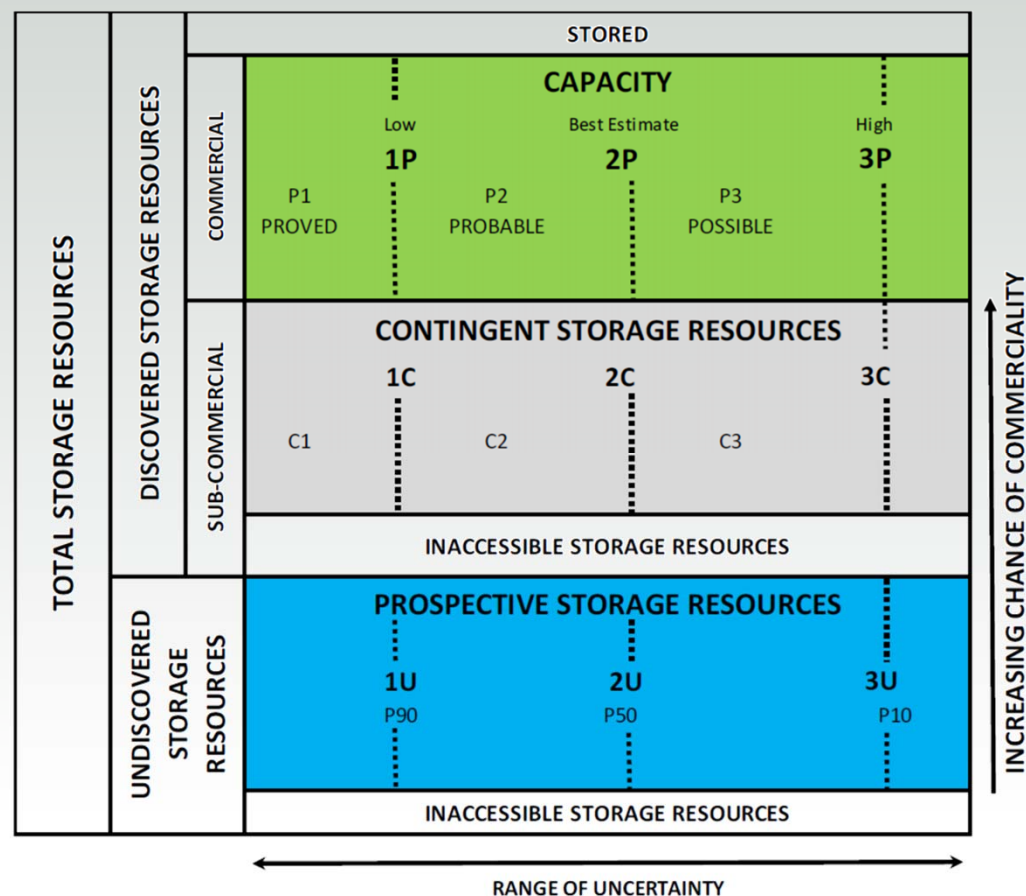 TOTAL STORAGE RESOURCES
DISCOVERED STORAGE RESOURCES
UNDISCOVERED
STORAGE
RESOURCES
COMMERCIAL
SUB-COMMERCIAL
STORED
CAPACITY
Low Best Estimate High
1P 2P 3P
P1 P2 P3
PROVED PROBABLE POSSIBLE
CONTINGENT STORAGE RESOURCES
1C 2C 3C
C1 C2 C3
INACCESSIBLE STORAGE RESOURCES
PROSPECTIVE STORAGE RESOURCES
1U 2U 3U
P90 P50 P10
INACCESSIBLE STORAGE RESOURCES
RANGE OF UNCERTAINTY
INCREASING CHANCE OF COMMERCIALITY